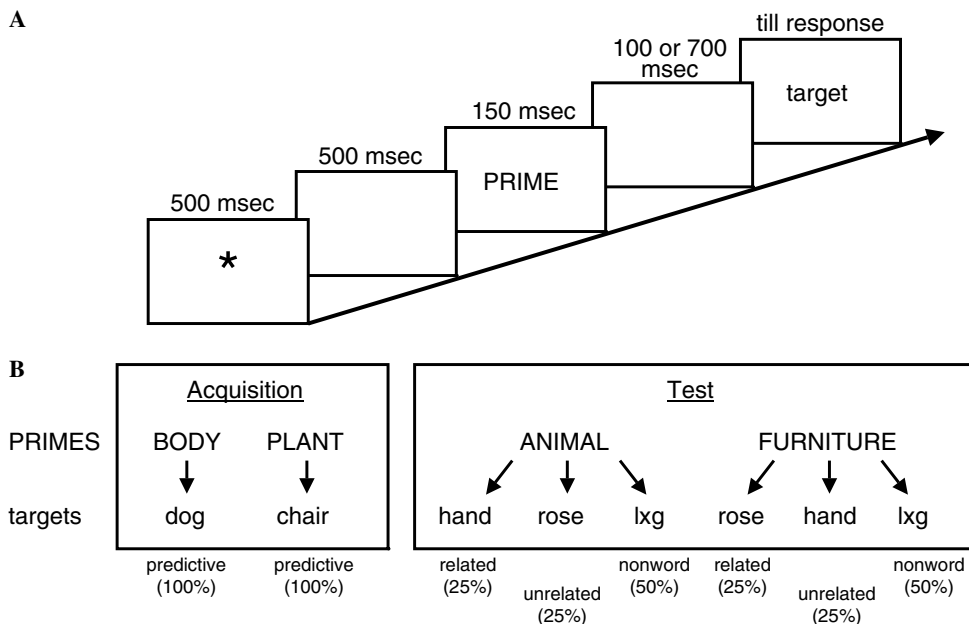 A
500 msec
*
500 msec
150 msec
PRIME
100 or 700
msec
till response
target
B
Acquisition
Test
PRIMES BODY PLANT ANIMAL FURNITURE
targets dog chair hand rose lxg rose hand lxg
predictive predictive related nonword related nonword
(100%) (100%) (25%) (50%) (25%) (50%)
unrelated unrelated
(25%) (25%)